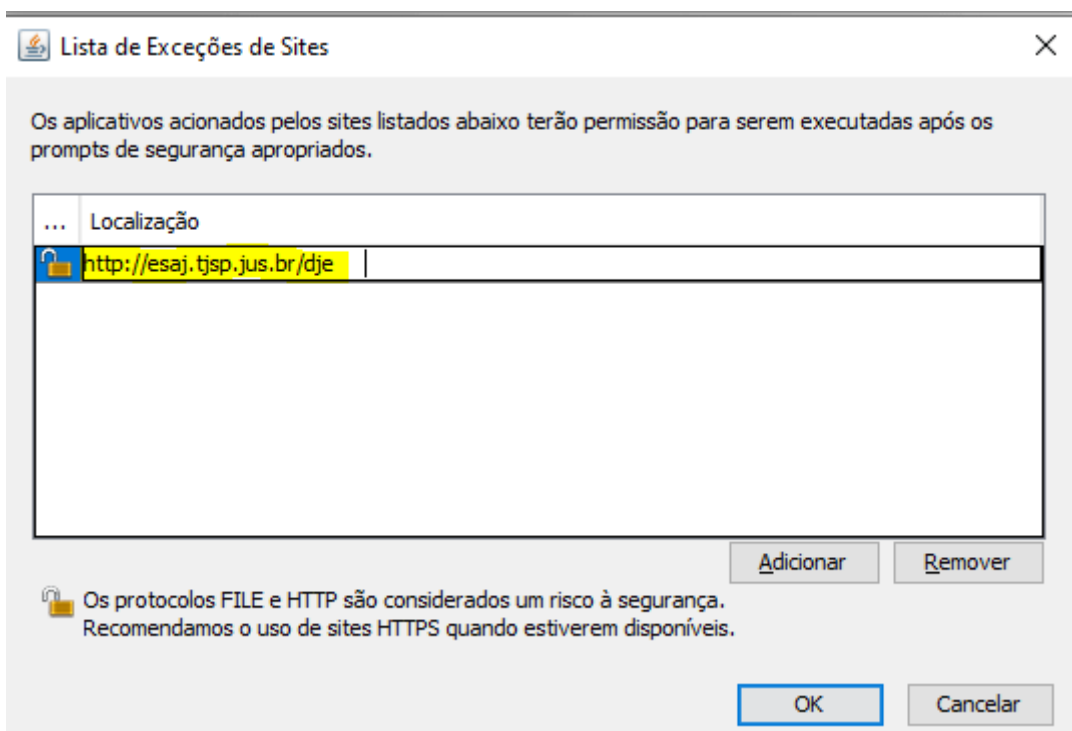 Lista de Exceções de Sites
Os aplicativos acionados pelos sites listados abaixo terão permissão para serem executadas após os
prompts de segurança apropriados.
... Localização
http://esaj.tjsp.jus.br/dje
Adicionar Remover
Os protocolos FILE e HTTP são considerados um risco à segurança.
Recomendamos o uso de sites HTTPS quando estiverem disponíveis.
OK Cancelar